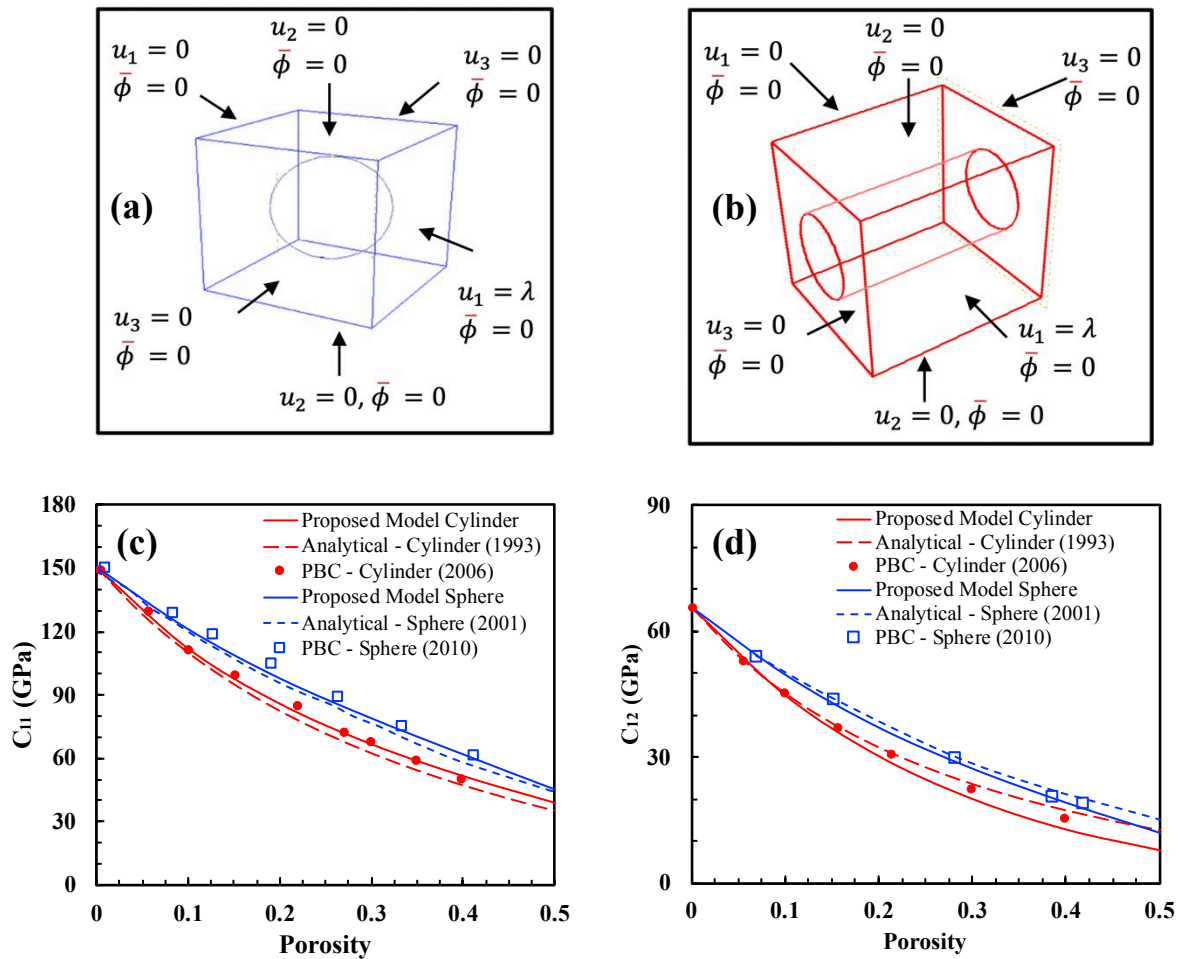 u₁ = 0
ϕ̅ = 0
u₂ = 0
ϕ̅ = 0
u₃ = 0
ϕ̅ = 0
(a)
u₃ = 0
ϕ̅ = 0
u₁ = λ
ϕ̅ = 0
u₂ = 0, ϕ̅ = 0
u₁ = 0
ϕ̅ = 0
u₂ = 0
ϕ̅ = 0
u₃ = 0
ϕ̅ = 0
(b)
u₃ = 0
ϕ̅ = 0
u₁ = λ
ϕ̅ = 0
u₂ = 0, ϕ̅ = 0
(c)
Proposed Model Cylinder
Analytical - Cylinder (1993)
PBC - Cylinder (2006)
Proposed Model Sphere
Analytical - Sphere (2001)
PBC - Sphere (2010)
C₁₁ (GPa)
180
150
120
90
60
30
0
0 0.1 0.2 0.3 0.4 0.5
Porosity
(d)
Proposed Model Cylinder
Analytical - Cylinder (1993)
PBC - Cylinder (2006)
Proposed Model Sphere
Analytical - Sphere (2001)
PBC - Sphere (2010)
C₁₂ (GPa)
90
60
30
0
0 0.1 0.2 0.3 0.4 0.5
Porosity